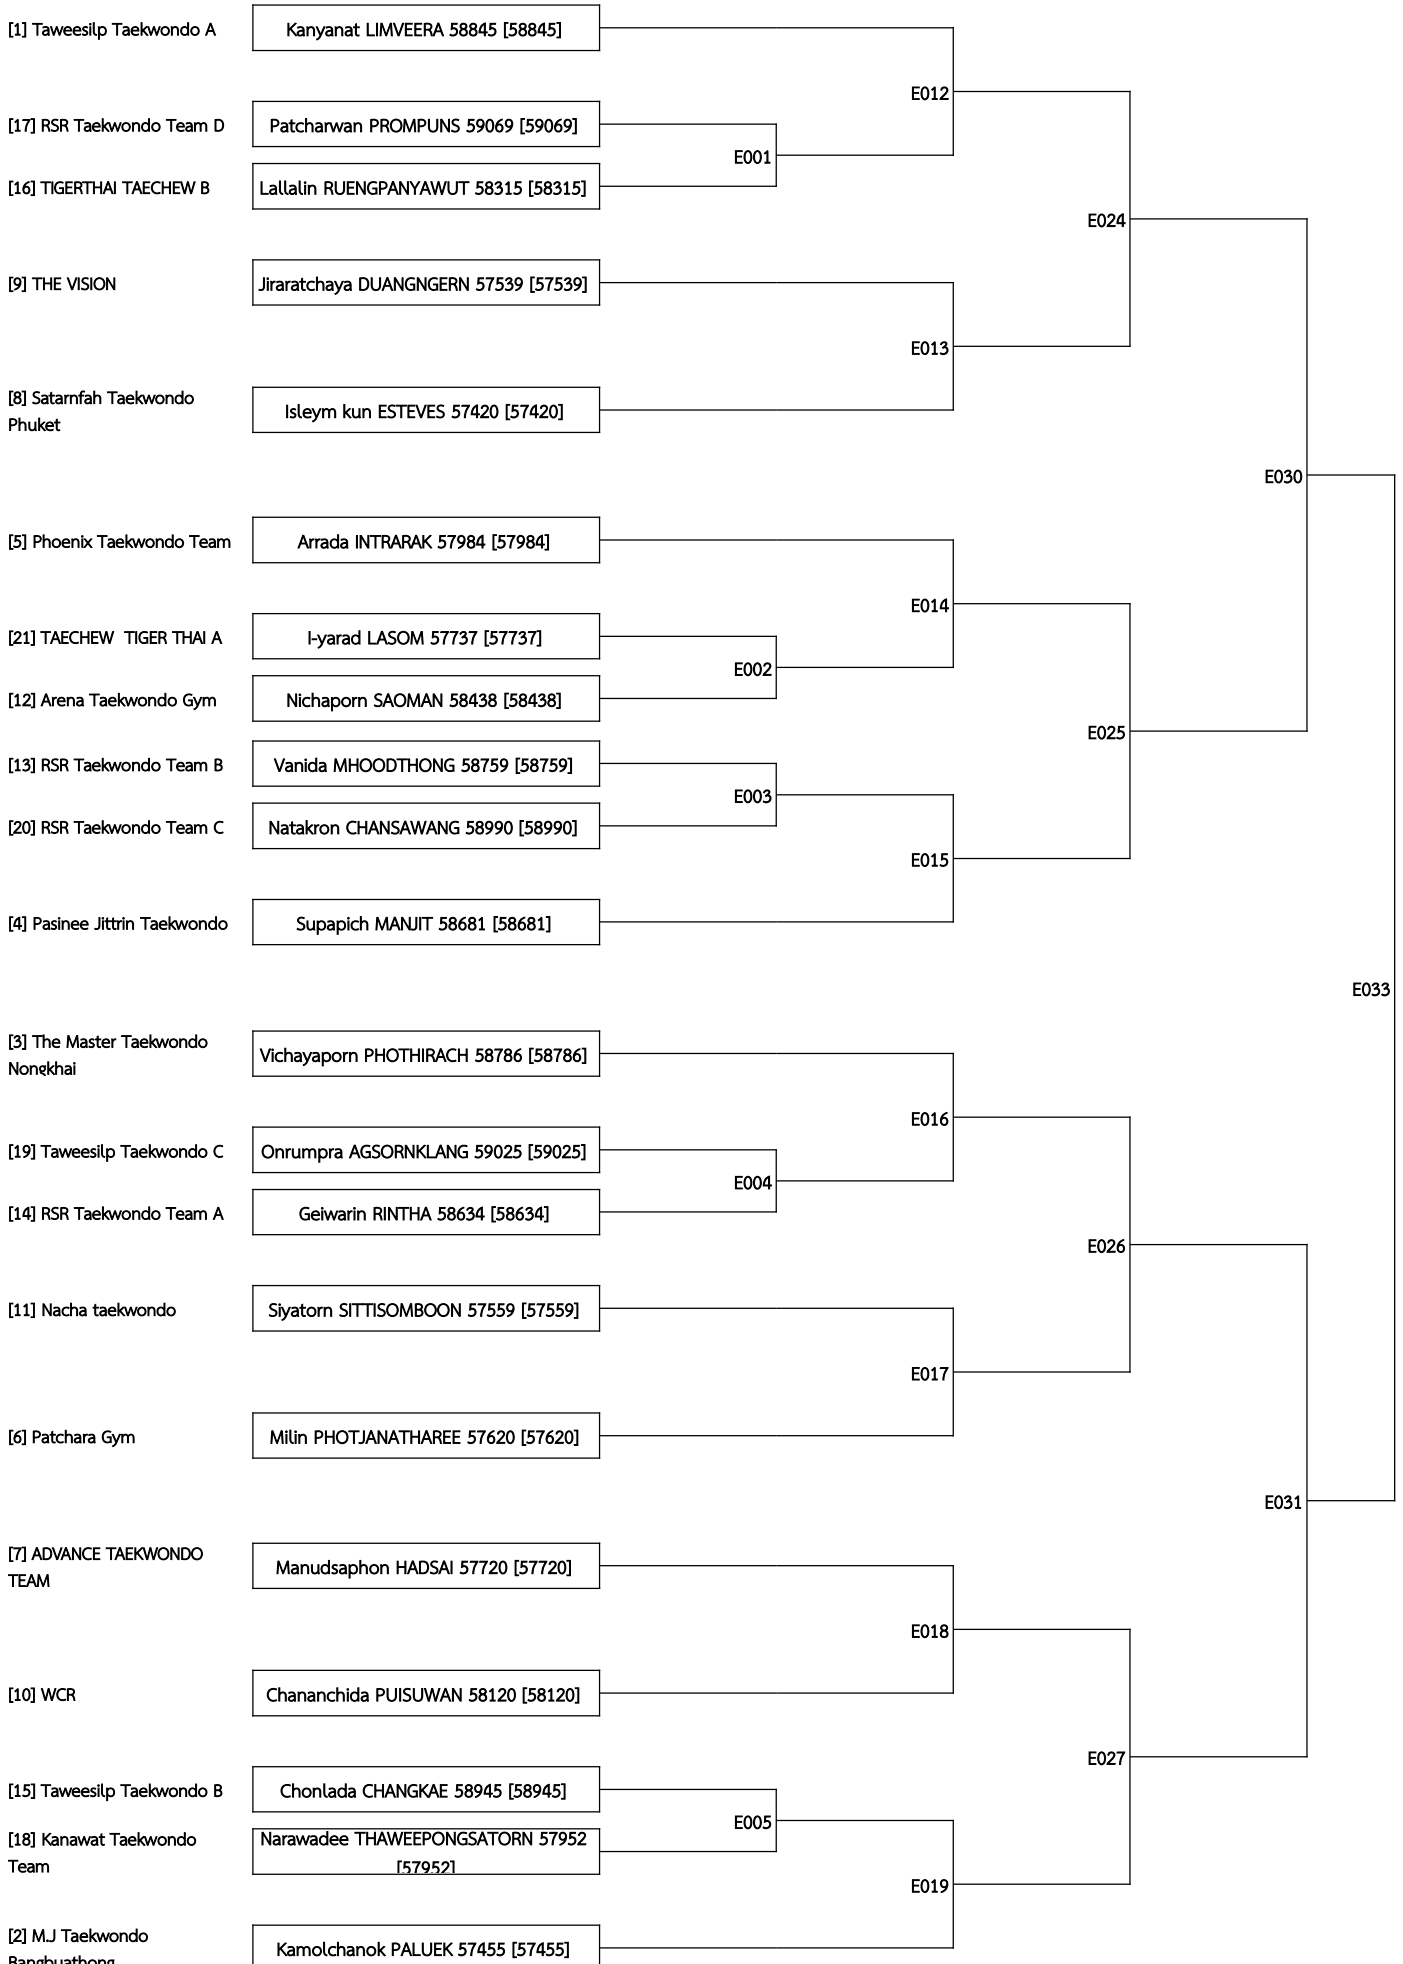 [1] Taweesilp Taekwondo A
Kanyanat LIMVEERA 58845 [58845]
E012
[17] RSR Taekwondo Team D
Patcharwan PROMPUNS 59069 [59069]
E001
[16] TIGERTHAI TAECHEW B
Lallalin RUENGPANYAWUT 58315 [58315]
E024
[9] THE VISION
Jiraratchaya DUANGNGERN 57539 [57539]
E013
[8] Satarnfah Taekwondo
Phuket
Isleym kun ESTEVES 57420 [57420]
E030
[5] Phoenix Taekwondo Team
Arrada INTRARAK 57984 [57984]
E014
[21] TAECHEW  TIGER THAI A
I-yarad LASOM 57737 [57737]
E002
[12] Arena Taekwondo Gym
Nichaporn SAOMAN 58438 [58438]
E025
[13] RSR Taekwondo Team B
Vanida MHOODTHONG 58759 [58759]
E003
[20] RSR Taekwondo Team C
Natakron CHANSAWANG 58990 [58990]
E015
[4] Pasinee Jittrin Taekwondo
Supapich MANJIT 58681 [58681]
E033
[3] The Master Taekwondo
Nongkhai
Vichayaporn PHOTHIRACH 58786 [58786]
E016
[19] Taweesilp Taekwondo C
Onrumpra AGSORNKLANG 59025 [59025]
E004
[14] RSR Taekwondo Team A
Geiwarin RINTHA 58634 [58634]
E026
[11] Nacha taekwondo
Siyatorn SITTISOMBOON 57559 [57559]
E017
[6] Patchara Gym
Milin PHOTJANATHAREE 57620 [57620]
E031
[7] ADVANCE TAEKWONDO
TEAM
Manudsaphon HADSAI 57720 [57720]
E018
[10] WCR
Chananchida PUISUWAN 58120 [58120]
E027
[15] Taweesilp Taekwondo B
Chonlada CHANGKAE 58945 [58945]
E005
[18] Kanawat Taekwondo
Team
Narawadee THAWEEPONGSATORN 57952
[57952]
E019
[2] M.J Taekwondo
Bangbuathong
Kamolchanok PALUEK 57455 [57455]